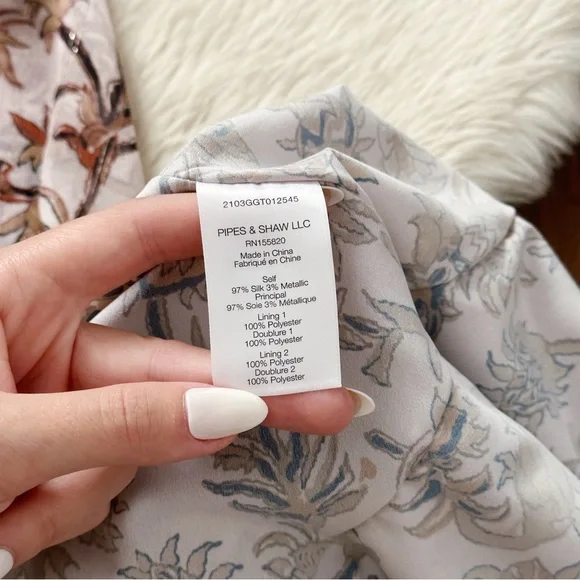 2103GGT012545
PIPES & SHAW LLC
RN155820
Made in China
Fabriqué en Chine
Self
97% Silk 3% Metallic
Principal
97% Soie 3% Métallique
Lining 1
100% Polyester
Doublure 1
100% Polyester
Lining 2
100% Polyester
Doublure 2
100% Polyester